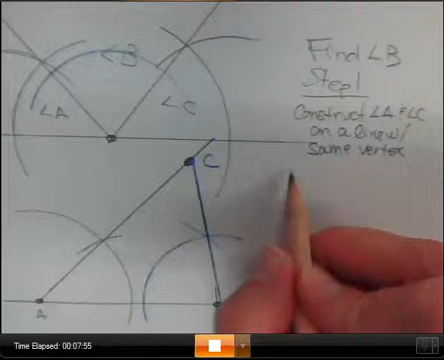 Find ∠B
Step 1
Construct ∠A & ∠C
on a line w/
same vertex
∠B
∠A
∠C
C
A
Time Elapsed: 00:07:55